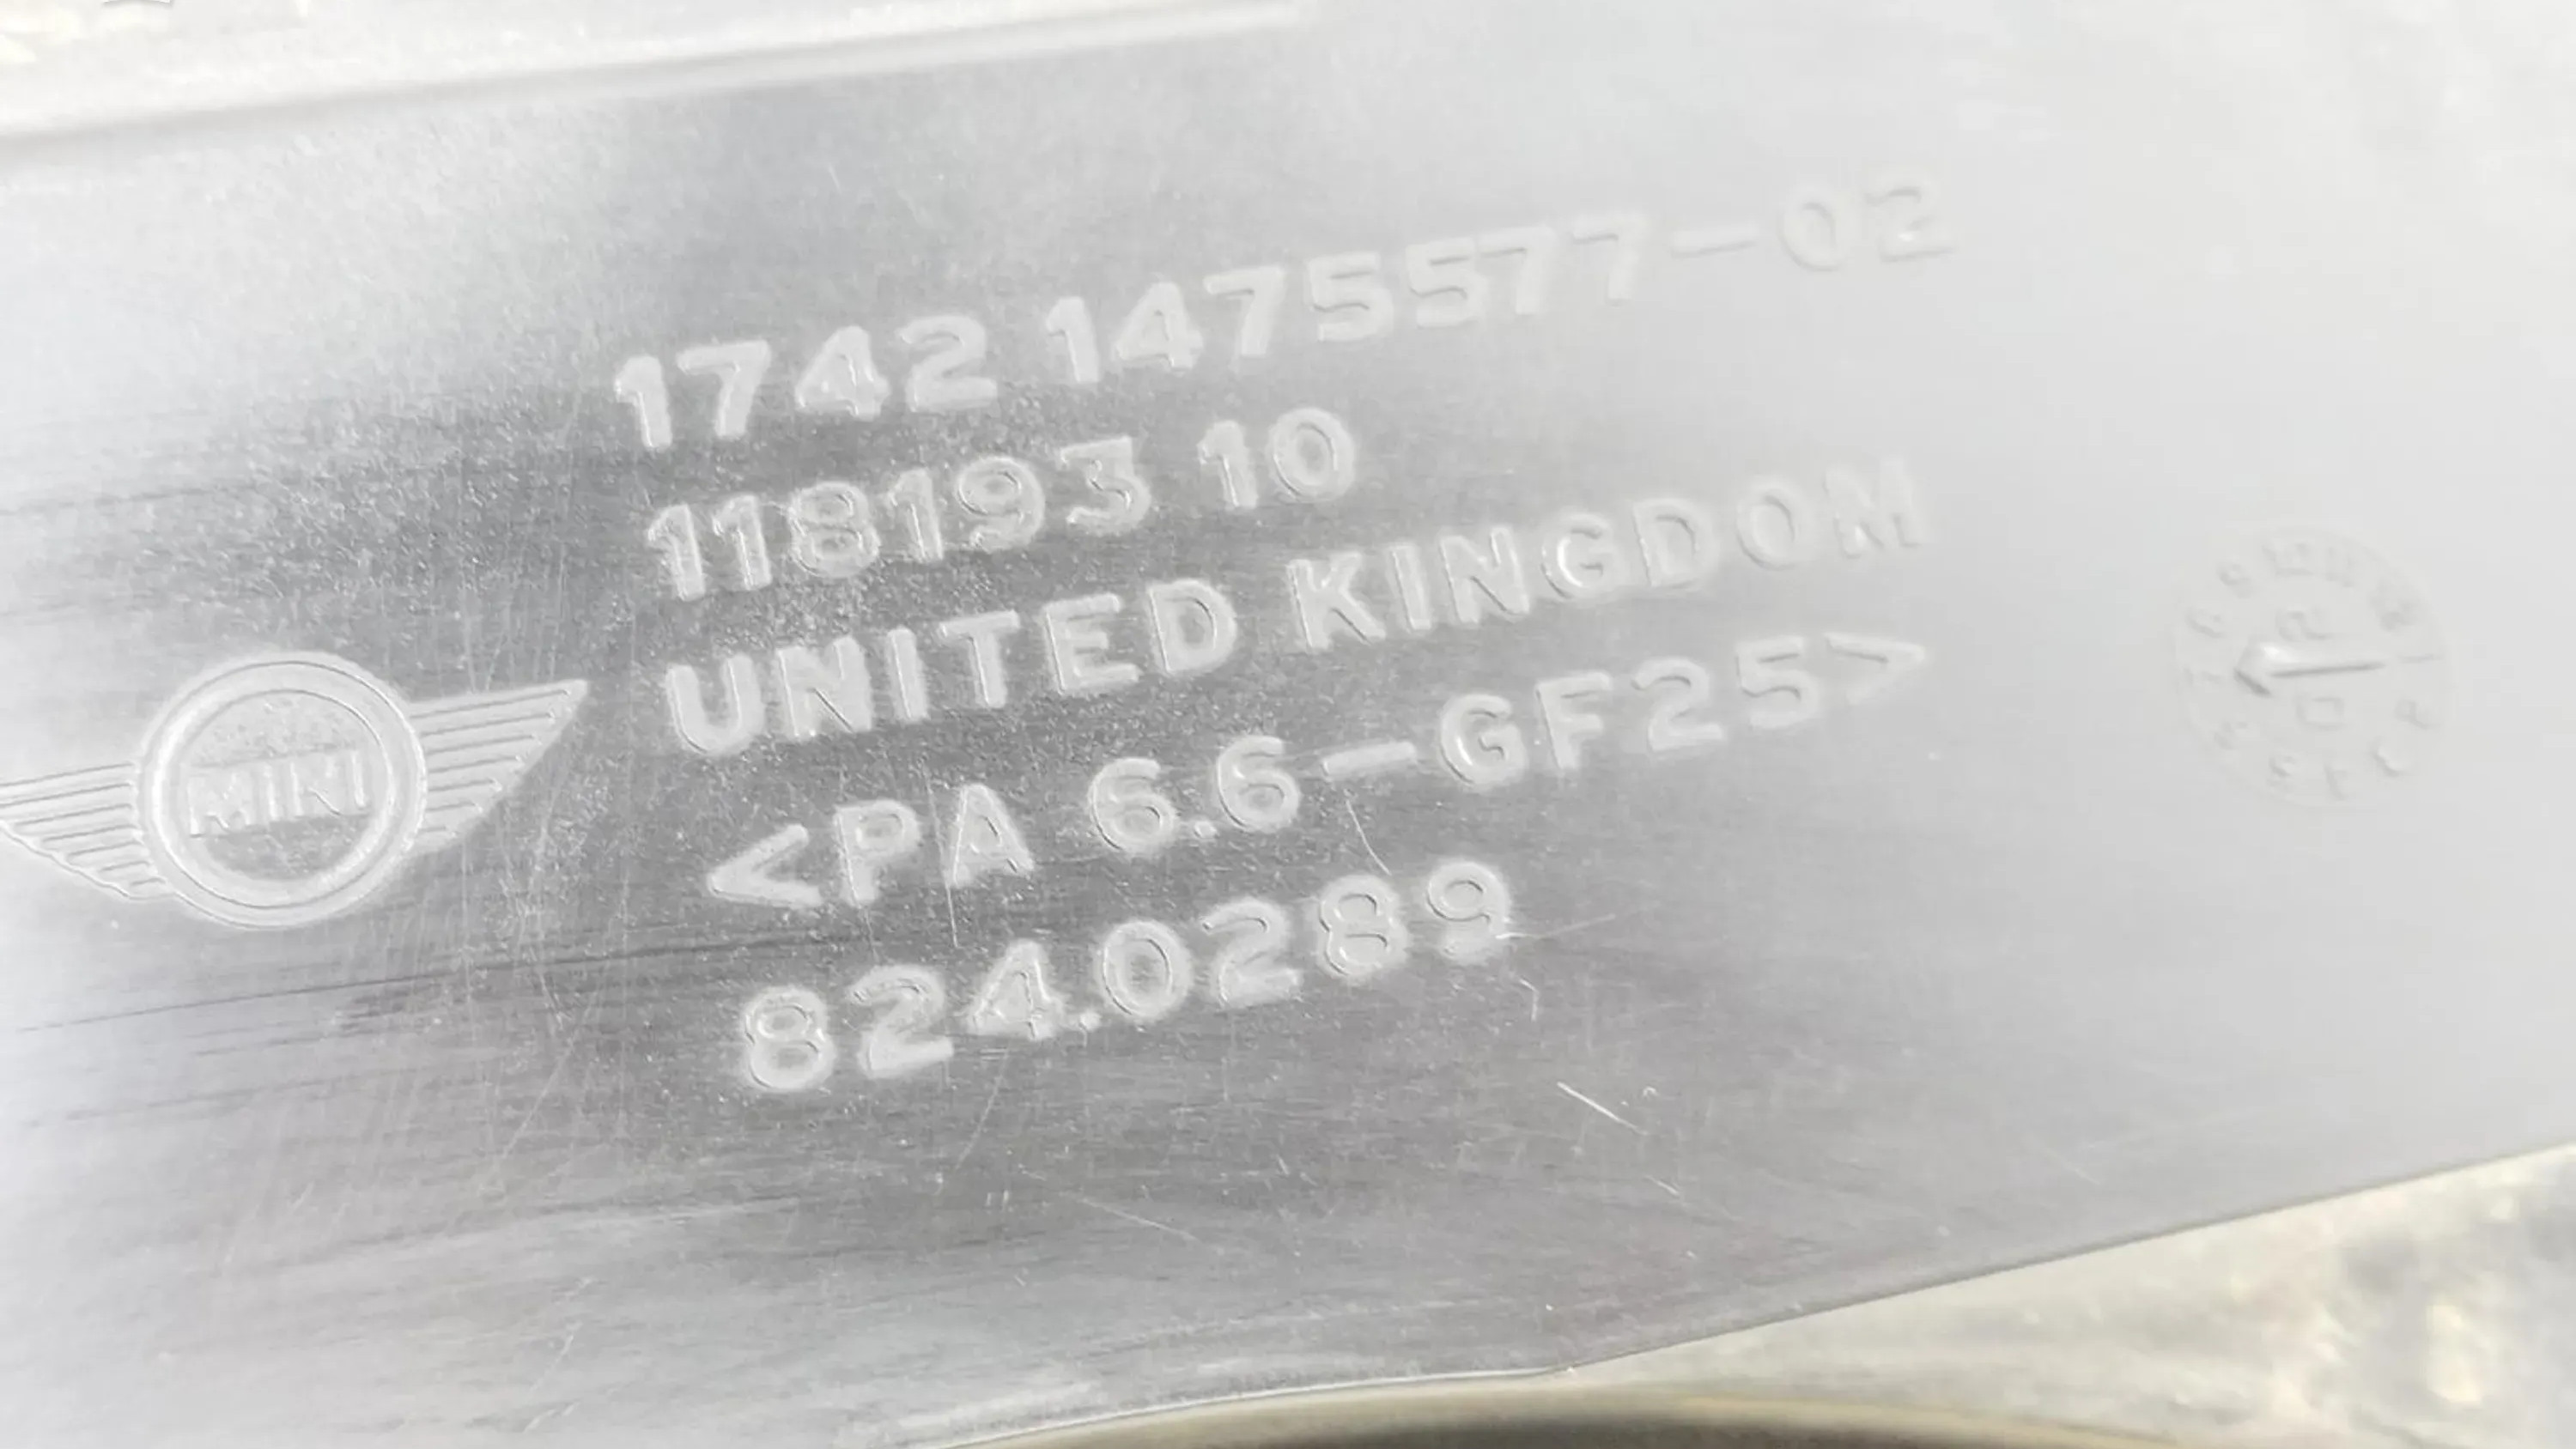 1742 1475577-02
118193 10
UNITED KINGDOM
MINI
<PA 6.6-GF25>
824.0289